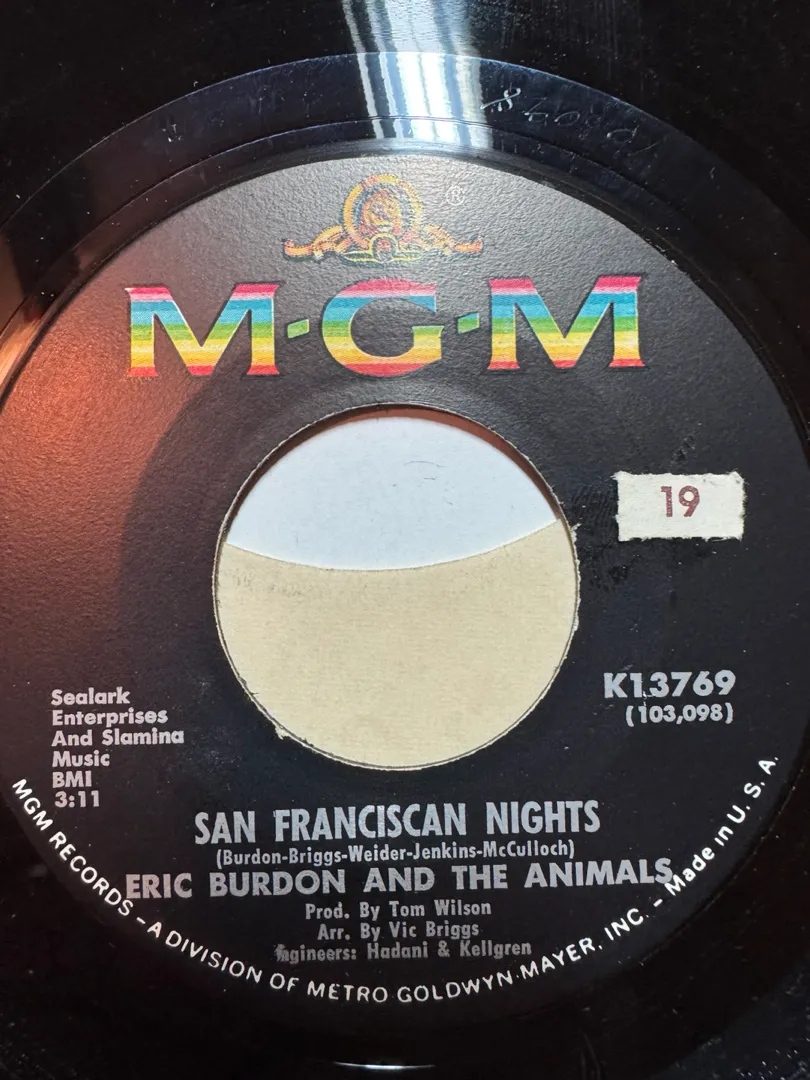 ®
M-G-M
19
K13769
(103,098)
Sealark
Enterprises
And Slamina
Music
BMI
3:11
SAN FRANCISCAN NIGHTS
(Burdon-Briggs-Weider-Jenkins-McCulloch)
ERIC BURDON AND THE ANIMALS
Prod. By Tom Wilson
Arr. By Vic Briggs
Engineers: Hadani & Kellgren
MGM RECORDS – A DIVISION OF METRO-GOLDWYN-MAYER, INC. – Made in U.S.A.